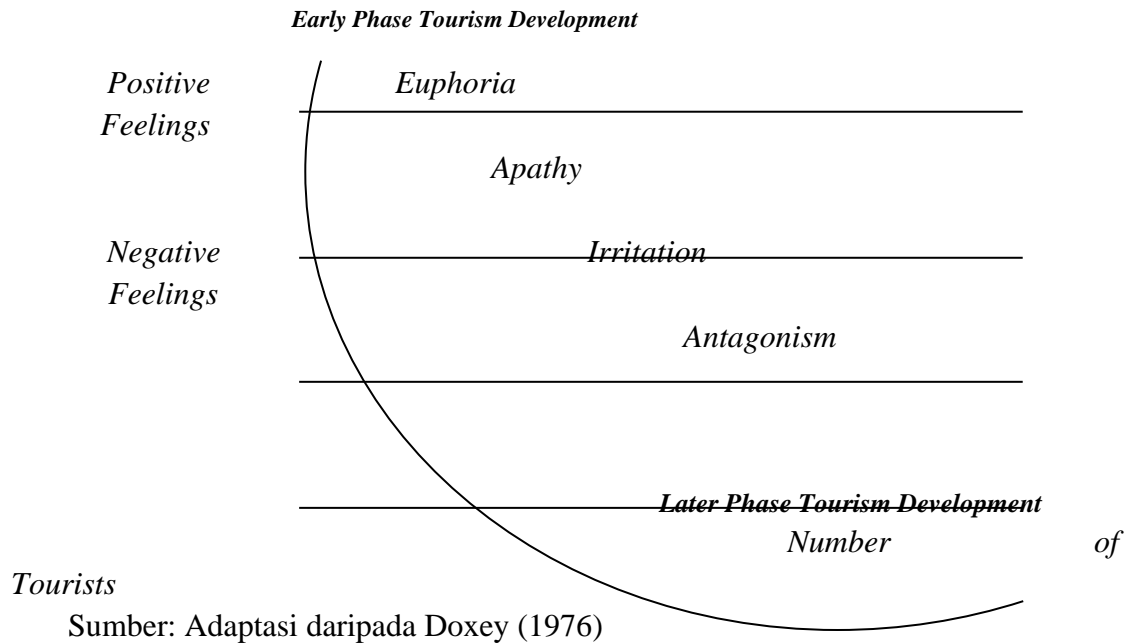 Early Phase Tourism Development
Positive Feelings
Euphoria
Apathy
Negative Feelings
Irritation
Antagonism
Later Phase Tourism Development
Number of
Tourists
Sumber: Adaptasi daripada Doxey (1976)